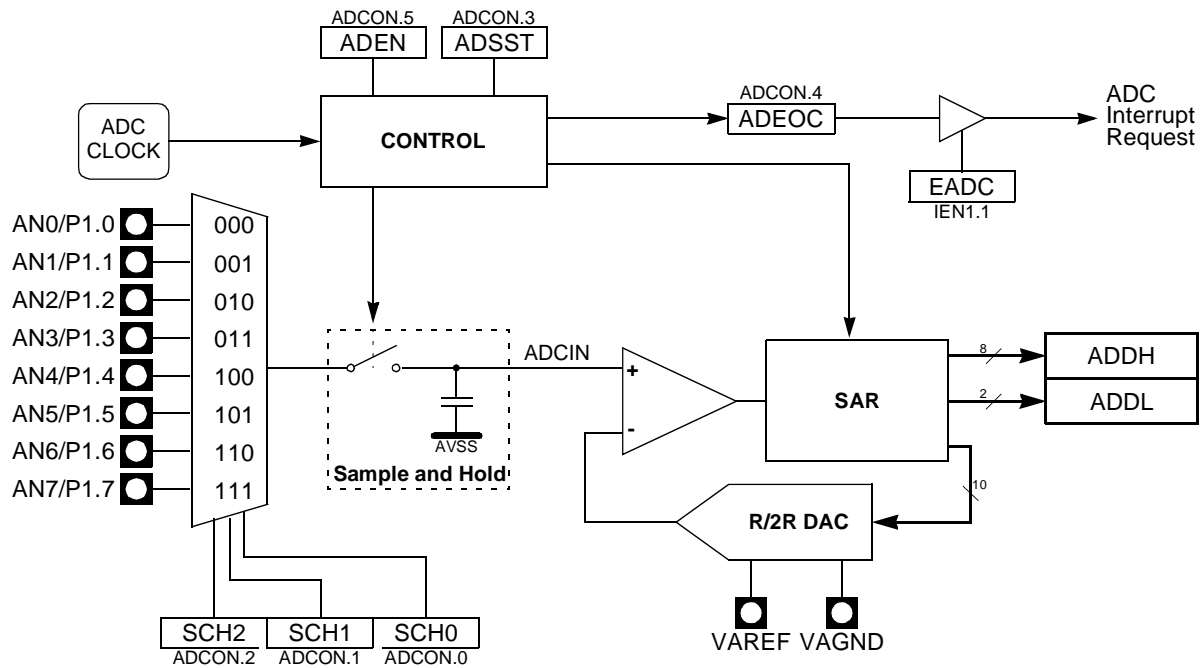 ADCON.5
ADEN
ADCON.3
ADSST
ADC
CLOCK
CONTROL
ADCON.4
ADEOC
ADC
Interrupt
Request
EADC
IEN1.1
AN0/P1.0
000
AN1/P1.1
001
AN2/P1.2
010
AN3/P1.3
011
AN4/P1.4
100
AN5/P1.5
101
AN6/P1.6
110
AN7/P1.7
111
ADCIN
AVSS
Sample and Hold
+
-
SAR
8
ADDH
2
ADDL
10
R/2R DAC
VAREF
VAGND
SCH2
SCH1
SCH0
ADCON.2
ADCON.1
ADCON.0